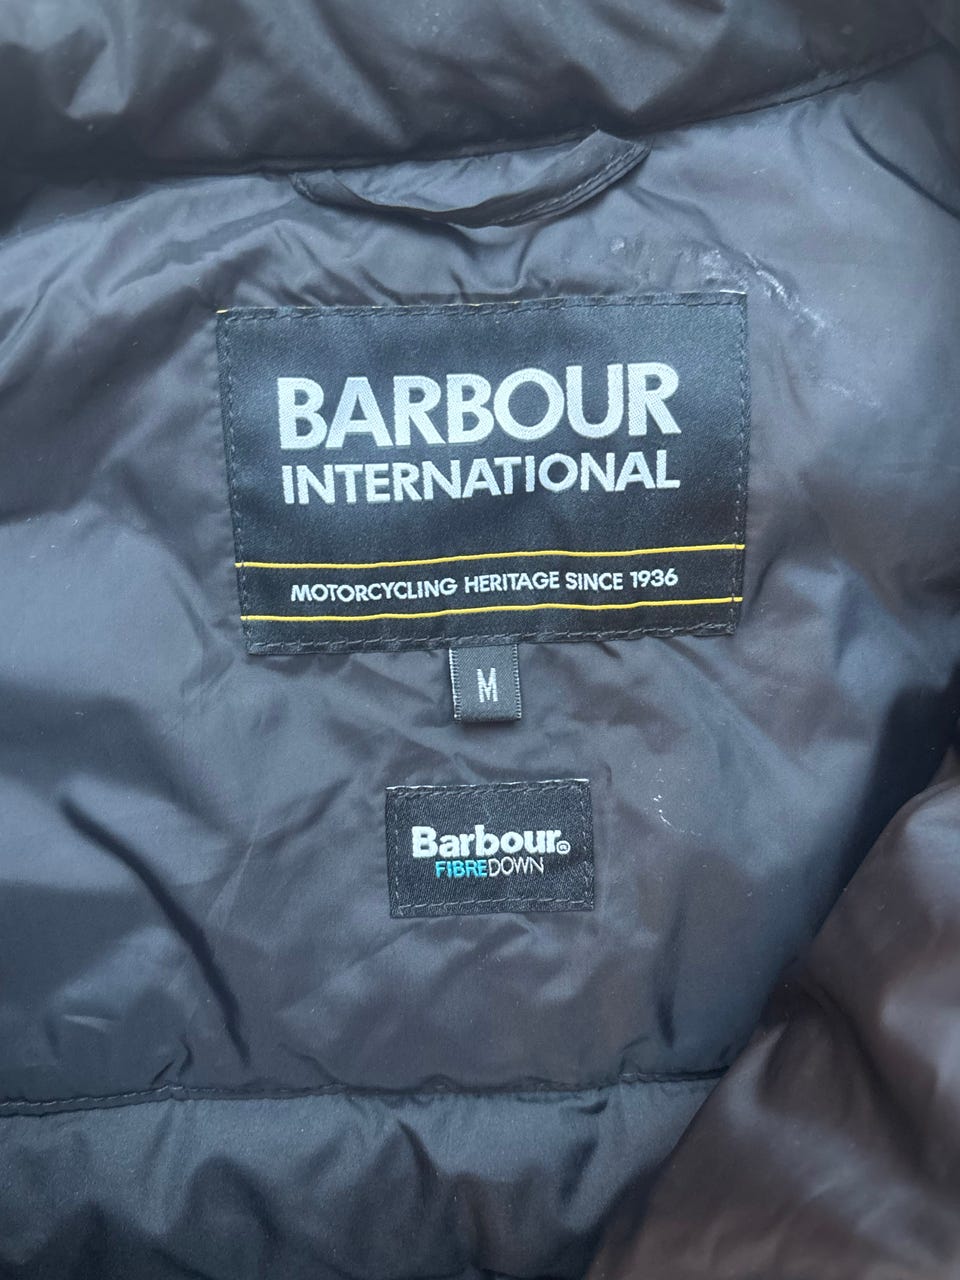 BARBOUR
INTERNATIONAL
MOTORCYCLING HERITAGE SINCE 1936
M
Barbour®
FIBREDOWN